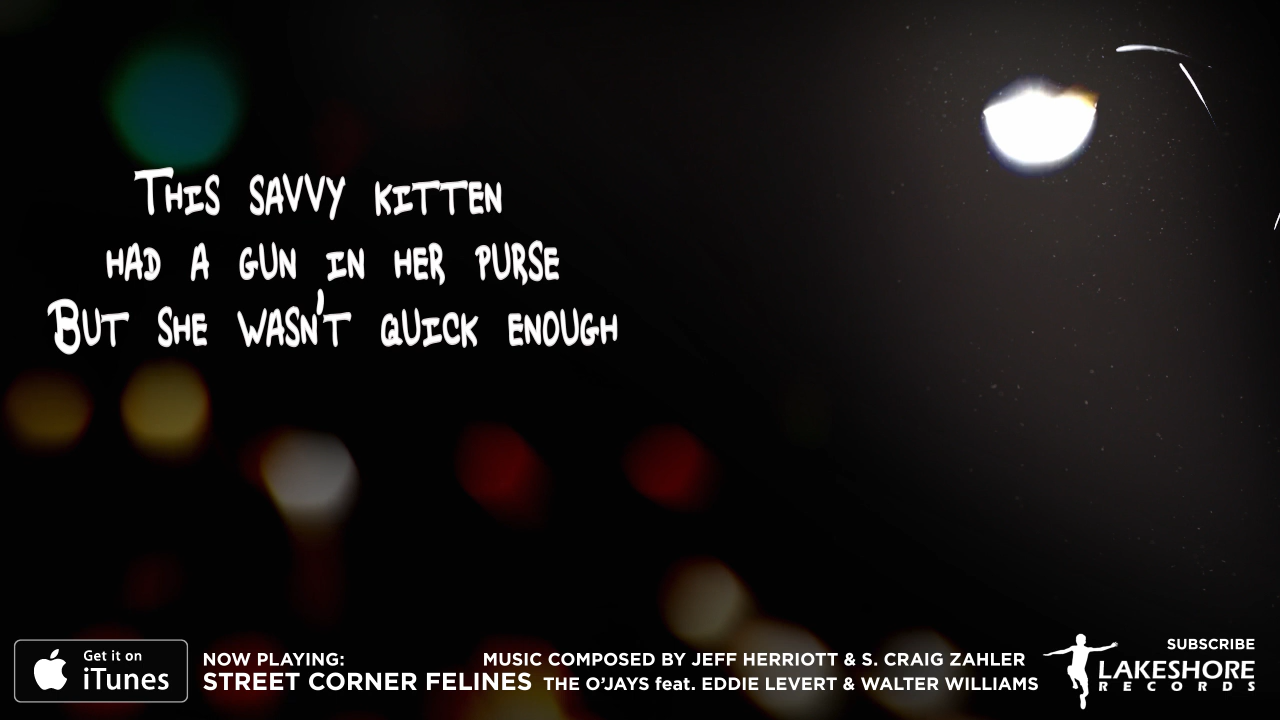 This savvy kitten
had a gun in her purse
But she wasn't quick enough
Get it on
iTunes
NOW PLAYING:
STREET CORNER FELINES
MUSIC COMPOSED BY JEFF HERRIOTT & S. CRAIG ZAHLER
THE O'JAYS feat. EDDIE LEVERT & WALTER WILLIAMS
SUBSCRIBE
LAKESHORE
RECORDS